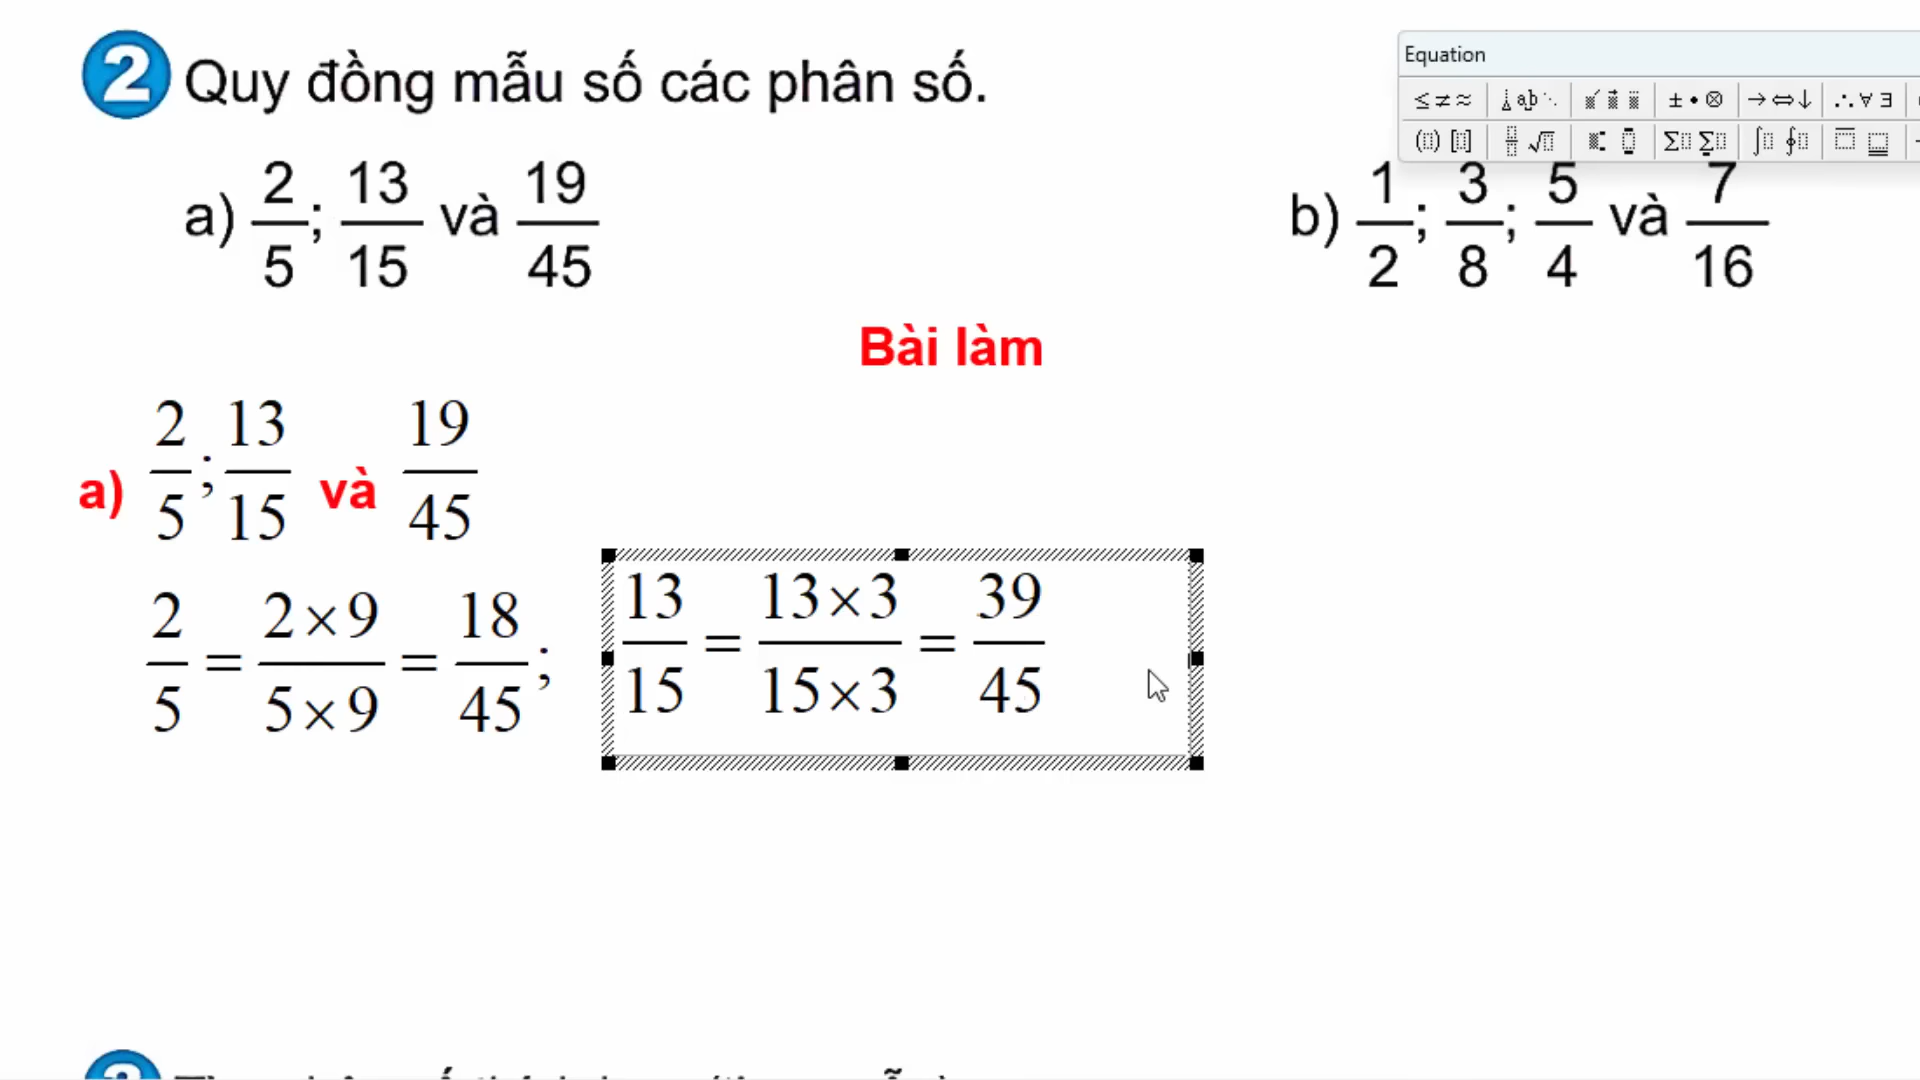 2 Quy đồng mẫu số các phân số.
Equation
a) 2/5; 13/15 và 19/45
b) 1/2; 3/8; 5/4 và 7/16
Bài làm
a) 2/5; 13/15 và 19/45
2/5 = 2×9/5×9 = 18/45;
13/15 = 13×3/15×3 = 39/45